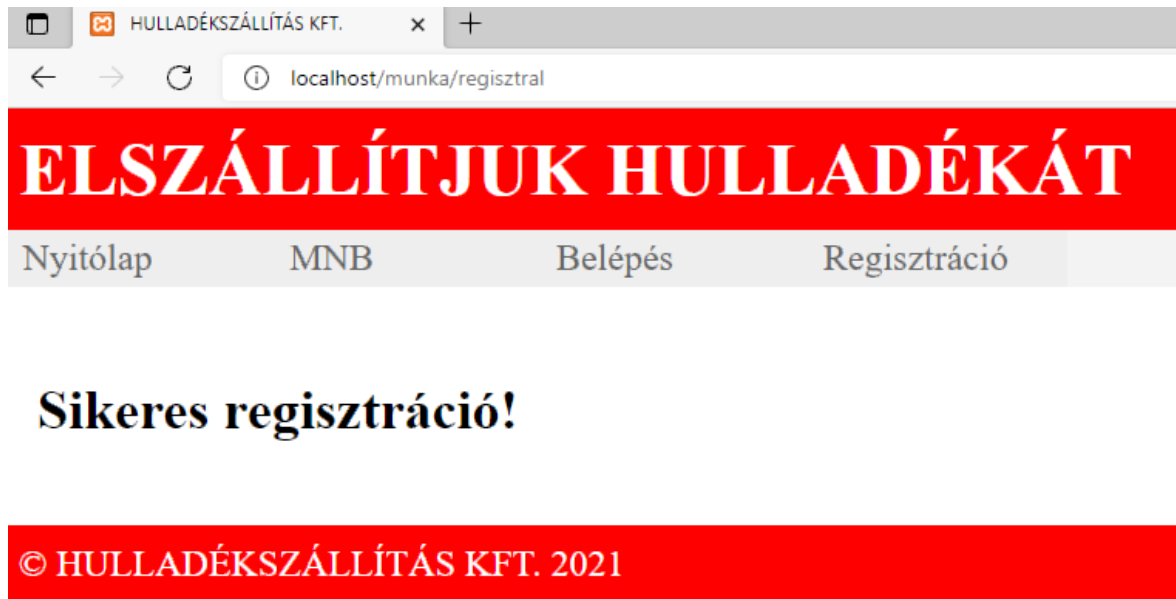 HULLADÉKSZÁLLÍTÁS KFT.
localhost/munka/regisztral
ELSZÁLLÍTJUK HULLADÉKÁT
Nyitólap MNB Belépés Regisztráció
Sikeres regisztráció!
© HULLADÉKSZÁLLÍTÁS KFT. 2021